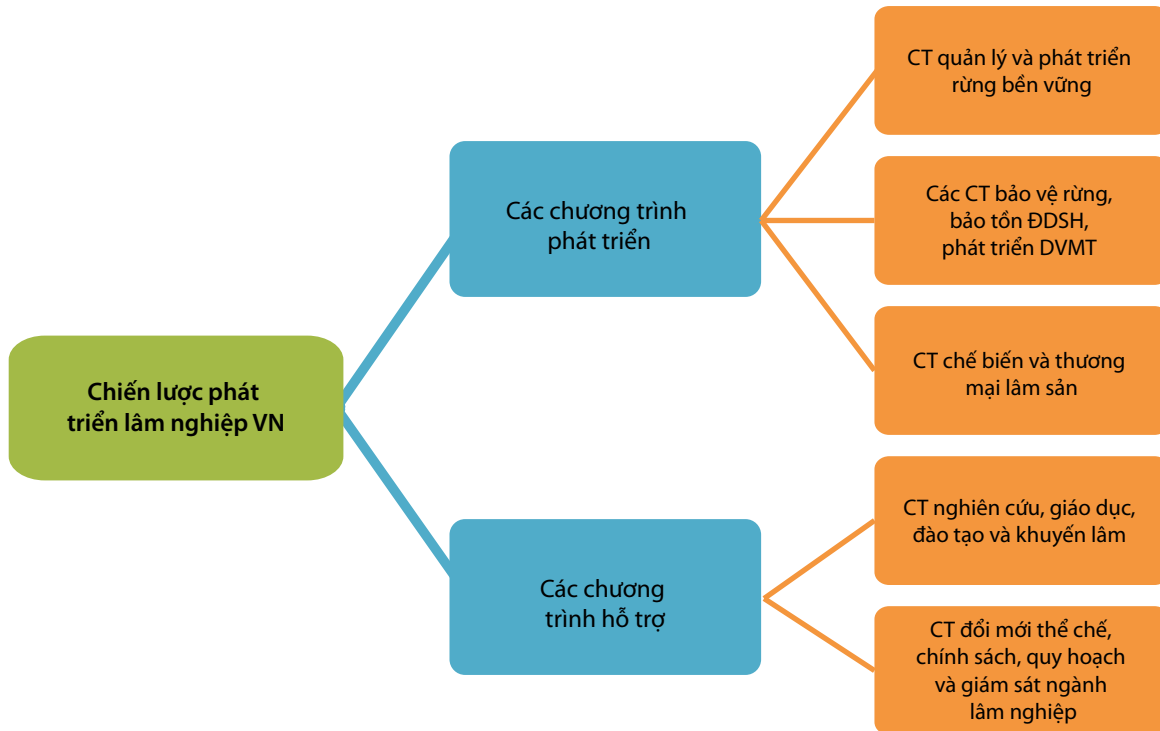 CT quản lý và phát triển
rừng bền vững
Các chương trình
phát triển
Các CT bảo vệ rừng,
bảo tồn ĐDSH,
phát triển DVMT
CT chế biến và thương
mại lâm sản
Chiến lược phát
triển lâm nghiệp VN
CT nghiên cứu, giáo dục,
đào tạo và khuyến lâm
Các chương
trình hỗ trợ
CT đổi mới thể chế,
chính sách, quy hoạch
và giám sát ngành
lâm nghiệp